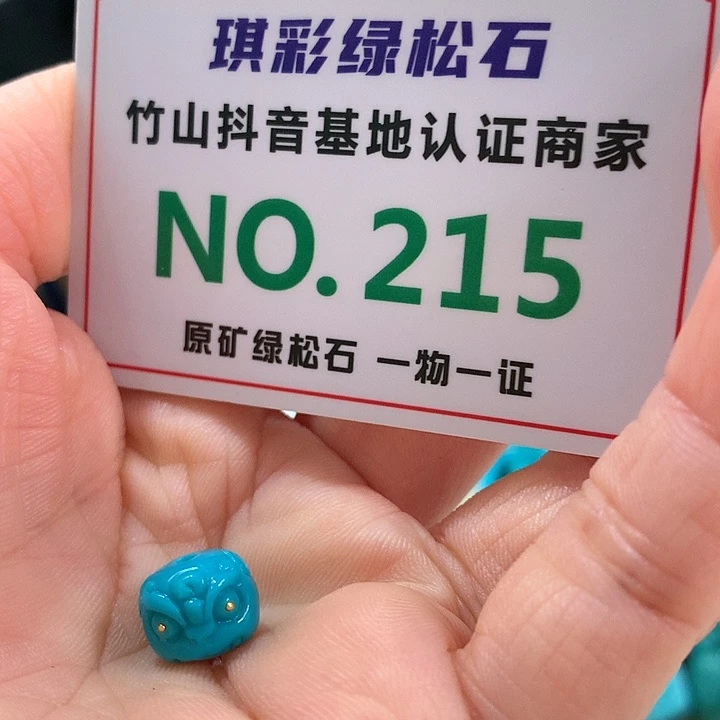 琪彩绿松石
竹山抖音基地认证商家
NO.215
原矿绿松石 一物一证